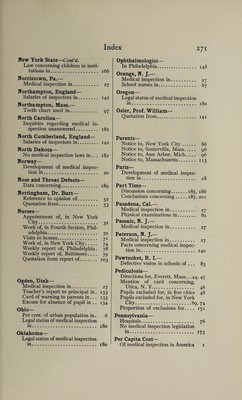 Index 271
New York State—Cont'd.
Law concerning children in institutions in 166
Norristown, Pa.—
Medical inspection in 27
Northampton, England—
Salaries of inspectors in 142
Northampton, Mass.—
Tooth chart used in 97
North Carolina—
Inquiries regarding medical inspection unanswered 180
North Cumberland, England—
Salaries of inspectors in 142
North Dakota—
No medical inspection laws in 180
Norway—
Development of medical inspection in 20
Nose and Throat Defects—
Data concerning 189
Notingham, Dr. Burt—
Reference to opinion of 52
Quotation from 53
Nurses—
Appointment of, in New York City 32
Work of, in Fourth Section, Philadelphia 70
Visits to homes 71
Work of, in New York City 74
Weekly report of, Philadelphia 78
Weekly report of, Baltimore 79
Quotation from report of 103
Ogden, Utah—
Medical inspection in 27
Teacher's report to principal in 133
Card of warning to parents in 133
Excuse for absence of pupil in 134
Ohio—
Per cent. of urban population in 6
Legal status of medical inspection in 180
Oklahoma—
Legal status of medical inspection in 180
Ophthalmologist—
In Philadelphia 148
Orange, N. J.—
Medical inspection in 27
School nurses in 67
Oregon—
Legal status of medical inspection in 180
Osler, Prof. William—
Quotation from 141
Parents—
Notice to, New York City 86
Notice to, Somerville, Mass. 98
Notice to, Ann Arbor, Mich. 96
Notice to, Massachusetts 113
Paris—
Development of medical inspection in 18
Part Time—
Discussion concerning 185, 186
Conclusions concerning 187, 201
Pasadena, Cal.—
Medical inspection in 27
Physical examinations in 89
Passaic, N. J.—
Medical inspection in 27
Paterson, N. J.—
Medical inspection in 27
Facts concerning medical inspection in 140
Pawtucket, R. I.—
Defective vision in schools of 83
Pediculosis—
Directions for, Everett, Mass. 44, 45
Mention of card concerning, Utica, N. Y. 46
Pupils excluded for, in five cities 48
Pupils excluded for, in New York City 69, 74
Proportion of exclusions for 151
Pennsylvania—
Hospitals 76
No medical inspection legislation in 173
Per Capita Cost—
Of medical inspection in America 1